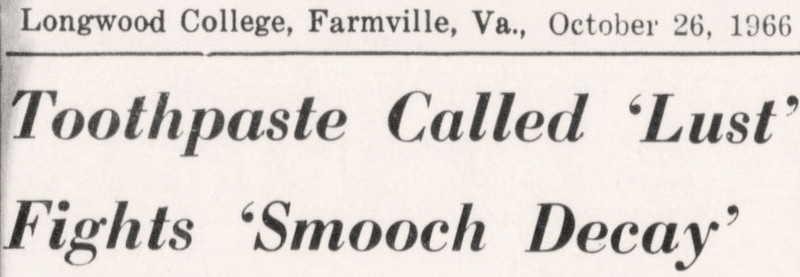 Longwood College, Farmville, Va., October 26, 1966
Toothpaste Called ‘Lust’
Fights ‘Smooch Decay’